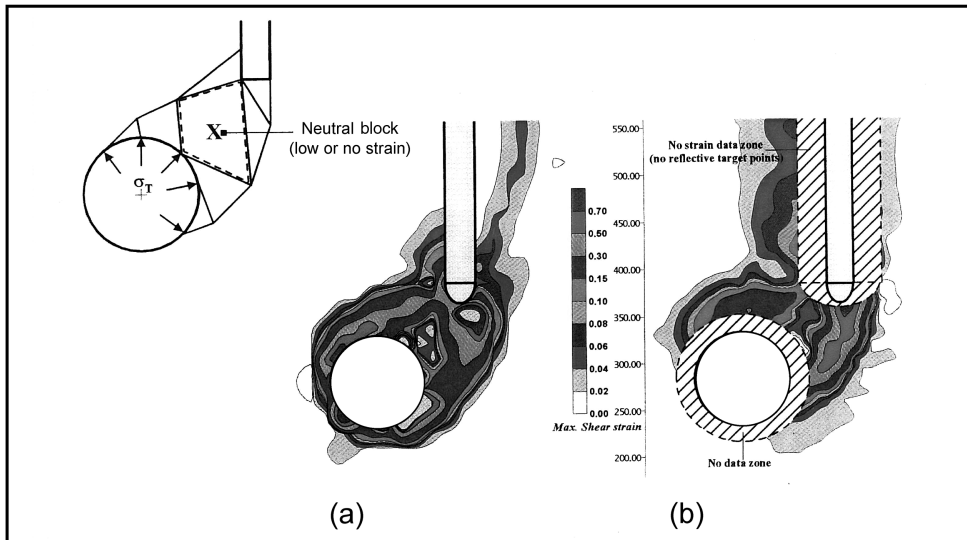 X
Neutral block
(low or no strain)
σT
No strain data zone
(no reflective target points)
0.70
0.50
0.30
0.15
0.10
0.08
0.06
0.04
0.02
0.00
Max. Shear strain
550.00
500.00
450.00
400.00
350.00
300.00
250.00
200.00
No data zone
(a)
(b)